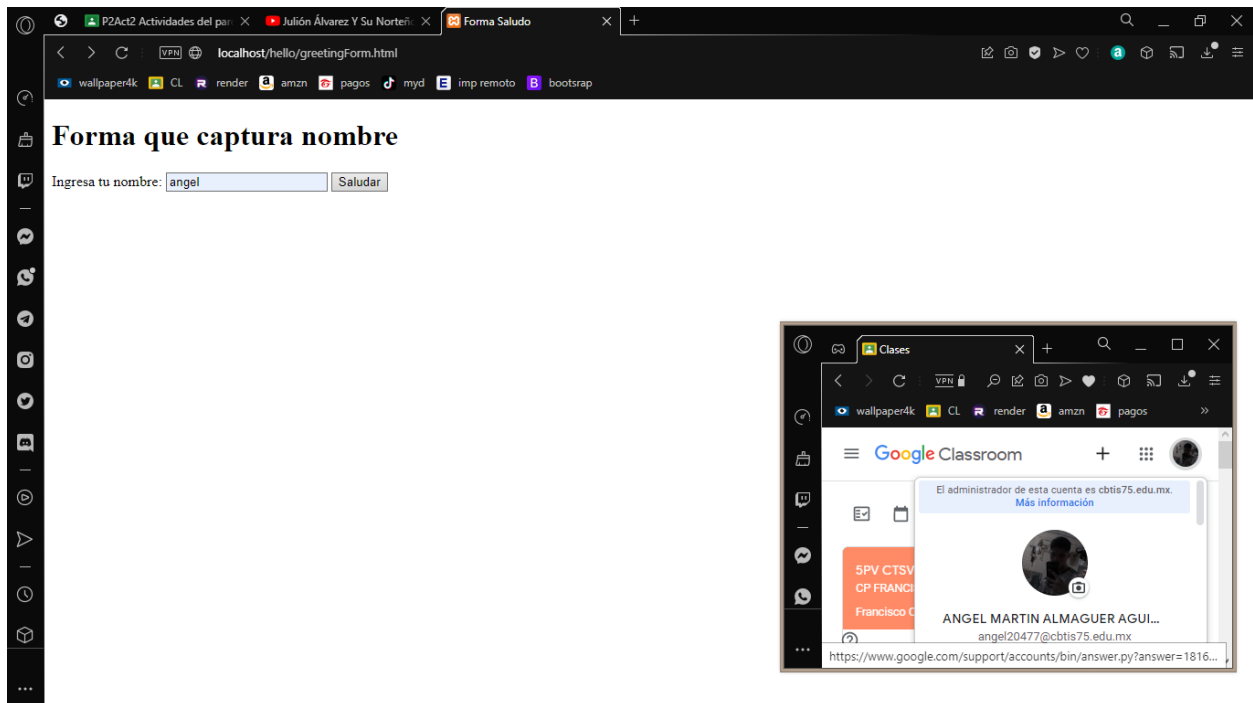 P2Act2 Actividades del par
Julión Álvarez Y Su Norteñc
Forma Saludo
VPN localhost/hello/greetingForm.html
wallpaper4k CL render amzn pagos myd imp remoto bootsrap
Forma que captura nombre
Ingresa tu nombre: angel Saludar
Clases
VPN
wallpaper4k CL render amzn pagos
Google Classroom
El administrador de esta cuenta es cbtis75.edu.mx.
Más información
5PV CTSV
CP FRANCI
Francisco C
ANGEL MARTIN ALMAGUER AGUI...
angel20477@cbtis75.edu.mx
https://www.google.com/support/accounts/bin/answer.py?answer=1816...